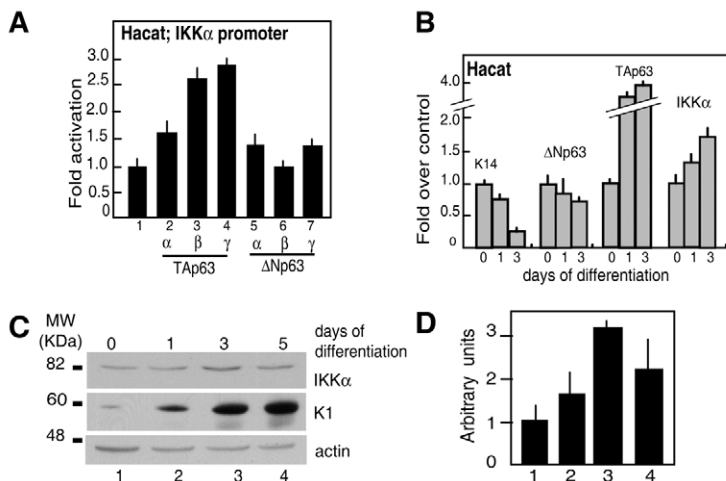 A
Hacat; IKKα promoter
Fold activation
3.0
2.5
2.0
1.5
1.0
0.5
0
1 2 3 4 5 6 7
α β γ α β γ
TAp63 ΔNp63
B
Hacat
Fold over control
4.0
2.0
1.5
1.0
0.5
0
K14
ΔNp63
TAp63
IKKα
0 1 3 0 1 3 0 1 3 0 1 3
days of differentiation
C
MW
(KDa)
0 1 3 5
days of
differentiation
82
IKKα
60
K1
48
actin
1 2 3 4
D
Arbitrary units
3
2
1
0
1 2 3 4